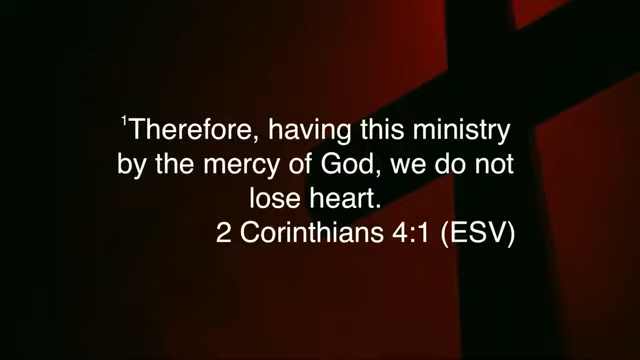 ¹Therefore, having this ministry
by the mercy of God, we do not
lose heart.
2 Corinthians 4:1 (ESV)